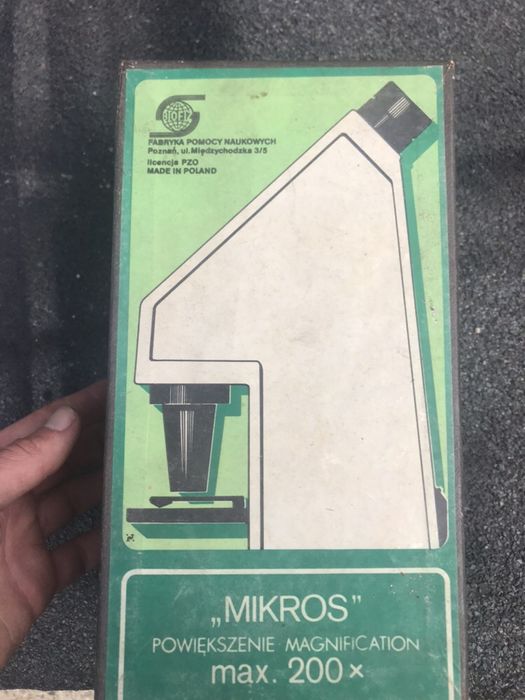 BIOFIZ
FABRYKA POMOCY NAUKOWYCH
Poznań, ul. Międzychodzka 3/5
licencja PZO
MADE IN POLAND
„MIKROS”
POWIĘKSZENIE MAGNIFICATION
max. 200×